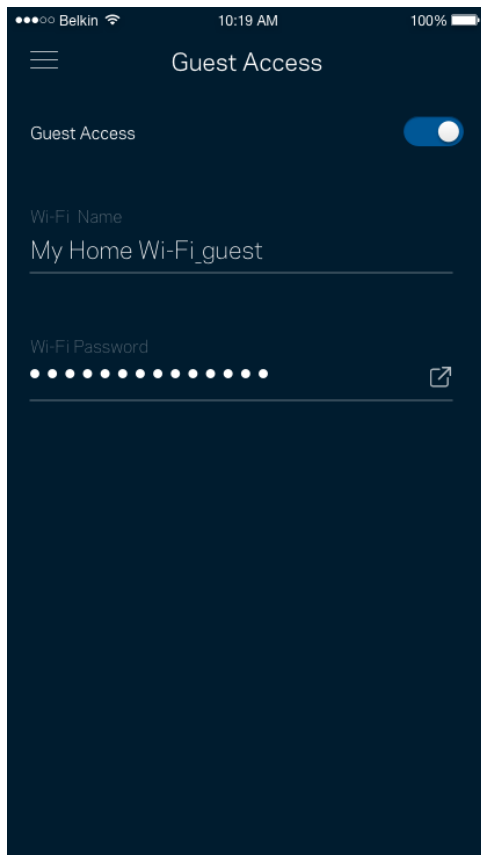 Belkin 10:19 AM 100%
Guest Access
Guest Access
Wi-Fi Name
My Home Wi-Fi_guest
Wi-Fi Password
••••••••••••••